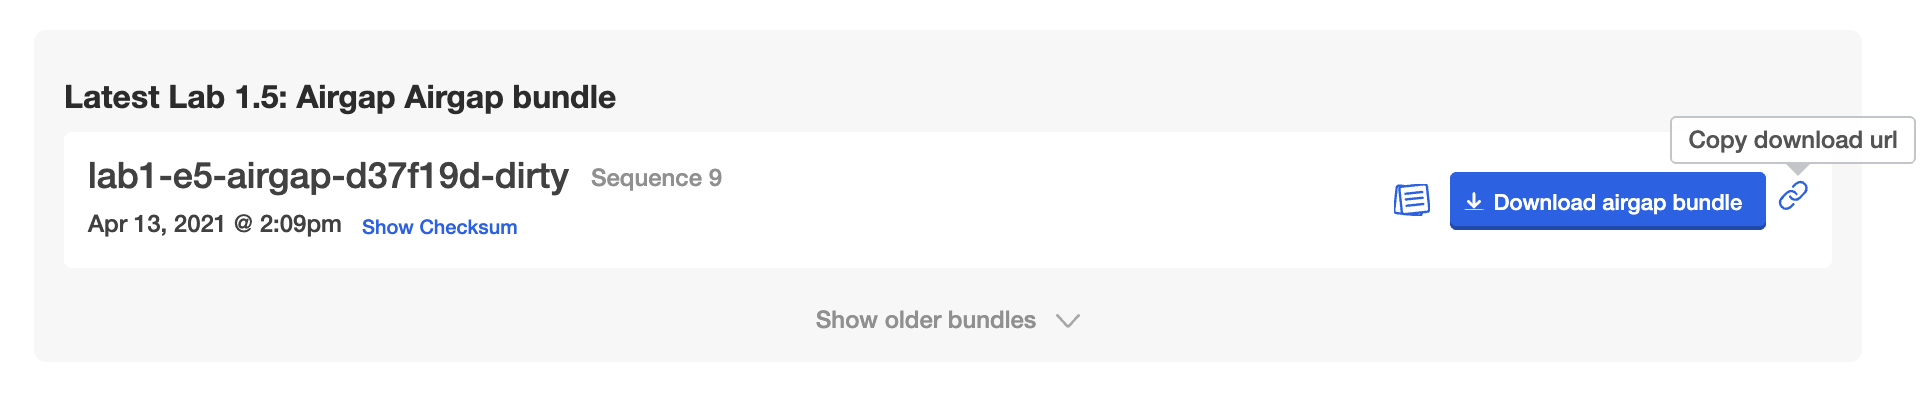 Latest Lab 1.5: Airgap Airgap bundle
Copy download url
lab1-e5-airgap-d37f19d-dirty Sequence 9
Download airgap bundle
Apr 13, 2021 @ 2:09pm Show Checksum
Show older bundles